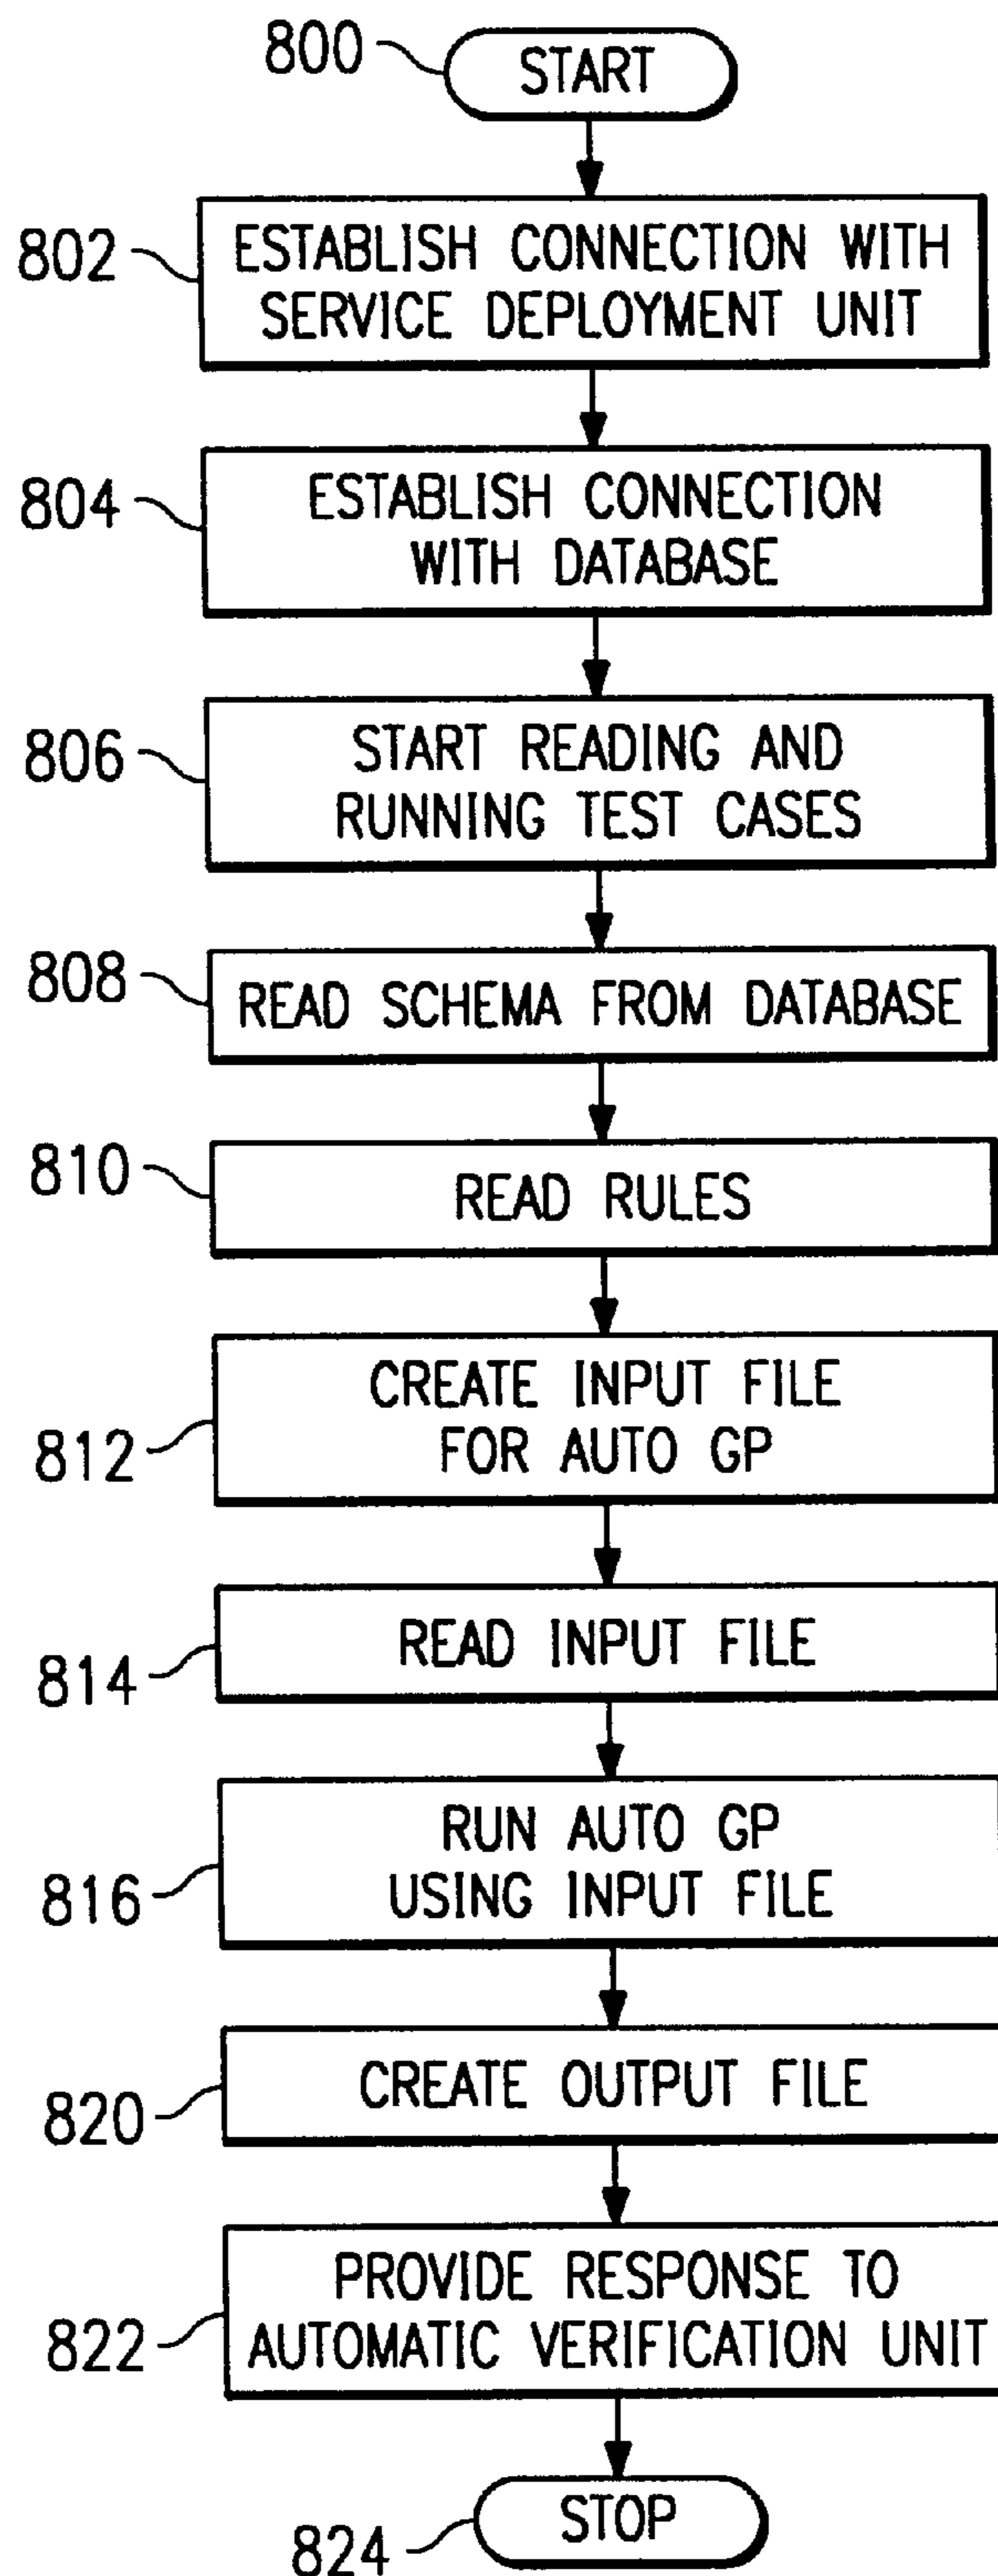 800
START
802
ESTABLISH CONNECTION WITH
SERVICE DEPLOYMENT UNIT
804
ESTABLISH CONNECTION
WITH DATABASE
806
START READING AND
RUNNING TEST CASES
808
READ SCHEMA FROM DATABASE
810
READ RULES
812
CREATE INPUT FILE
FOR AUTO GP
814
READ INPUT FILE
816
RUN AUTO GP
USING INPUT FILE
820
CREATE OUTPUT FILE
822
PROVIDE RESPONSE TO
AUTOMATIC VERIFICATION UNIT
824
STOP